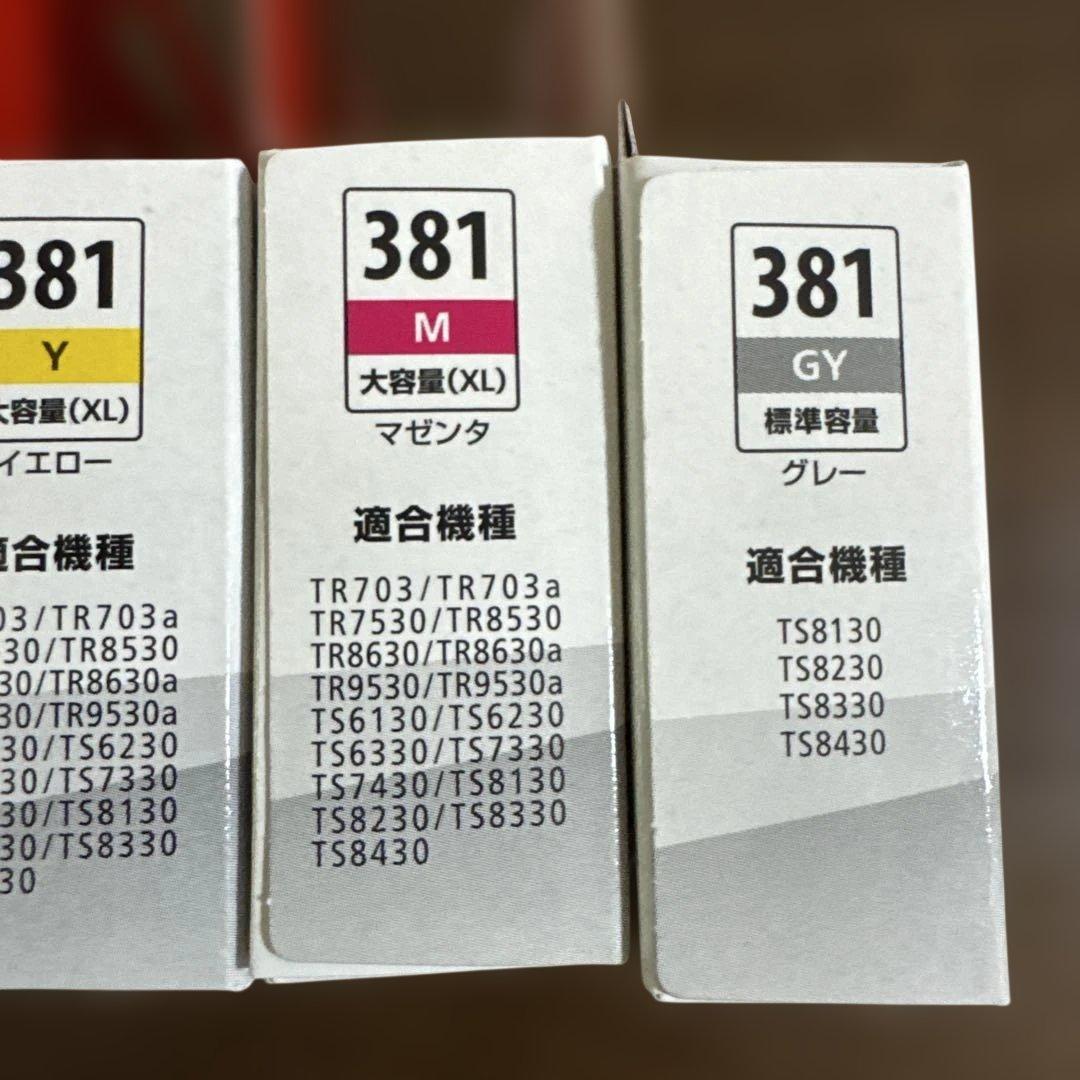 381
Y
大容量(XL)
イエロー
適合機種
03/TR703a
30/TR8530
30/TR8630a
30/TR9530a
30/TS6230
30/TS7330
30/TS8130
30/TS8330
30
381
M
大容量(XL)
マゼンタ
適合機種
TR703/TR703a
TR7530/TR8530
TR8630/TR8630a
TR9530/TR9530a
TS6130/TS6230
TS6330/TS7330
TS7430/TS8130
TS8230/TS8330
TS8430
381
GY
標準容量
グレー
適合機種
TS8130
TS8230
TS8330
TS8430